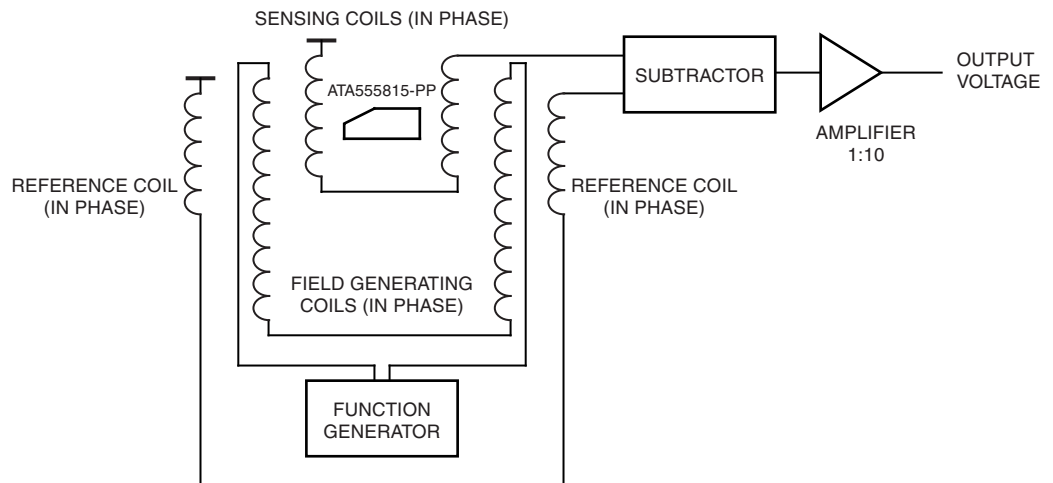 SENSING COILS (IN PHASE)
SUBTRACTOR
OUTPUT
VOLTAGE
ATA555815-PP
AMPLIFIER
1:10
REFERENCE COIL
(IN PHASE)
REFERENCE COIL
(IN PHASE)
FIELD GENERATING
COILS (IN PHASE)
FUNCTION
GENERATOR